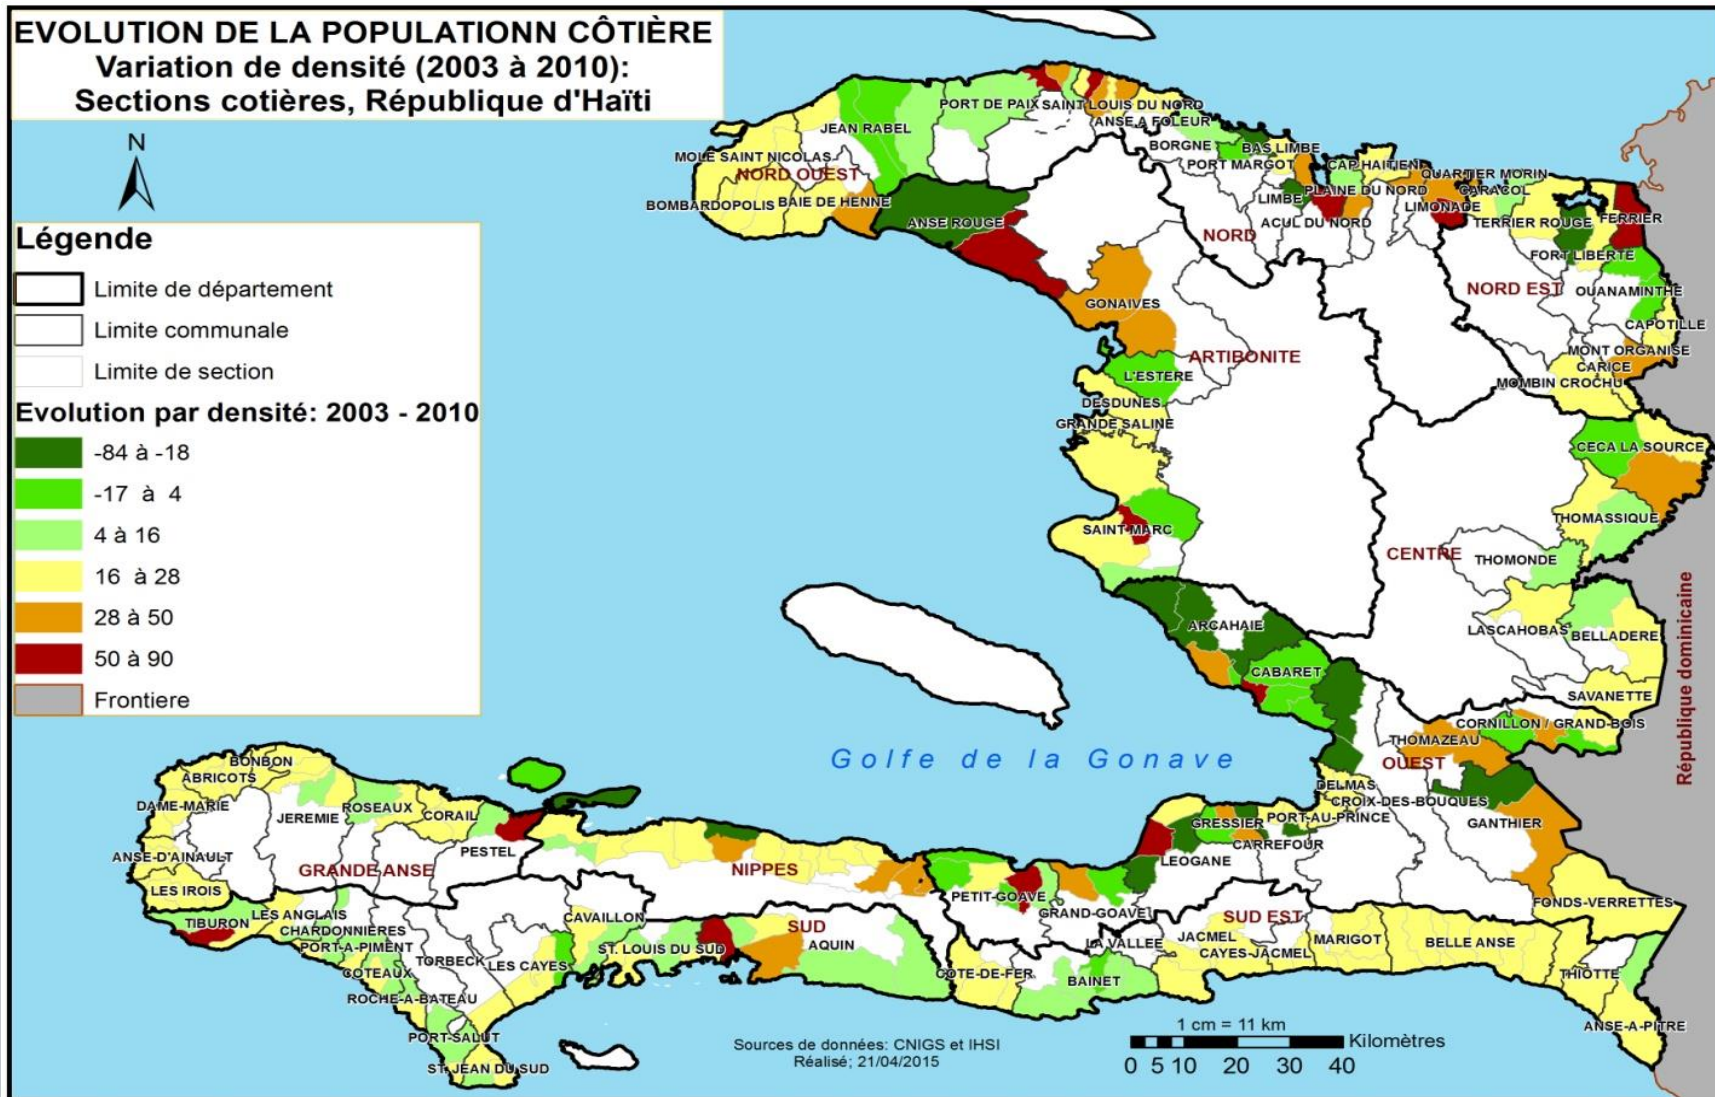 EVOLUTION DE LA POPULATIONN CÔTIÈRE
Variation de densité (2003 à 2010):
Sections cotières, République d'Haïti
N
Légende
Limite de département
Limite communale
Limite de section
Evolution par densité: 2003 - 2010
-84 à -18
-17 à 4
4 à 16
16 à 28
28 à 50
50 à 90
Frontiere
PORT DE PAIX
SAINT LOUIS DU NORD
ANSE A FOLEUR
JEAN RABEL
MOLE SAINT NICOLAS
NORD OUEST
BOMBARDOPOLIS
BAIE DE HENNE
ANSE ROUGE
BORGNE
BAS LIMBE
PORT MARGOT
CAP-HAITIEN
QUARTIER MORIN
LIMBE
PLAINE DU NORD
CARACOL
LIMONADE
ACUL DU NORD
TERRIER ROUGE
FERRIER
NORD
FORT LIBERTE
NORD EST
OUANAMINTHE
CAPOTILLE
MONT ORGANISE
CARICE
MOMBIN CROCHU
GONAIVES
ARTIBONITE
L'ESTERE
DESDUNES
GRANDE SALINE
CECA LA SOURCE
SAINT MARC
THOMASSIQUE
CENTRE
THOMONDE
République dominicaine
ARCAHAIE
LASCAHOBAS
BELLADERE
CABARET
SAVANETTE
CORNILLON / GRAND-BOIS
THOMAZEAU
OUEST
Golfe de la Gonave
DELMAS
CROIX-DES-BOUQUES
PORT-AU-PRINCE
GANTHIER
GRESSIER
CARREFOUR
LEOGANE
BONBON
ABRICOTS
DAME-MARIE
JEREMIE
ROSEAUX
CORAIL
ANSE-D'AINAULT
PESTEL
GRANDE ANSE
NIPPES
LES IROIS
PETIT-GOAVE
GRAND-GOAVE
FONDS-VERRETTES
TIBURON
LES ANGLAIS
CHARDONNIÈRES
PORT-A-PIMENT
CAVAILLON
SUD
ST. LOUIS DU SUD
AQUIN
SUD EST
JACMEL
LA VALLEE
CAYES-JACMEL
MARIGOT
BELLE ANSE
COTEAUX
TORBECK
LES CAYES
COTE-DE-FER
BAINET
THIOTTE
ROCHE-A-BATEAU
PORT-SALUT
ST. JEAN DU SUD
ANSE-A-PITRE
Sources de données: CNIGS et IHSI
Réalisé; 21/04/2015
1 cm = 11 km
Kilomètres
0 5 10 20 30 40